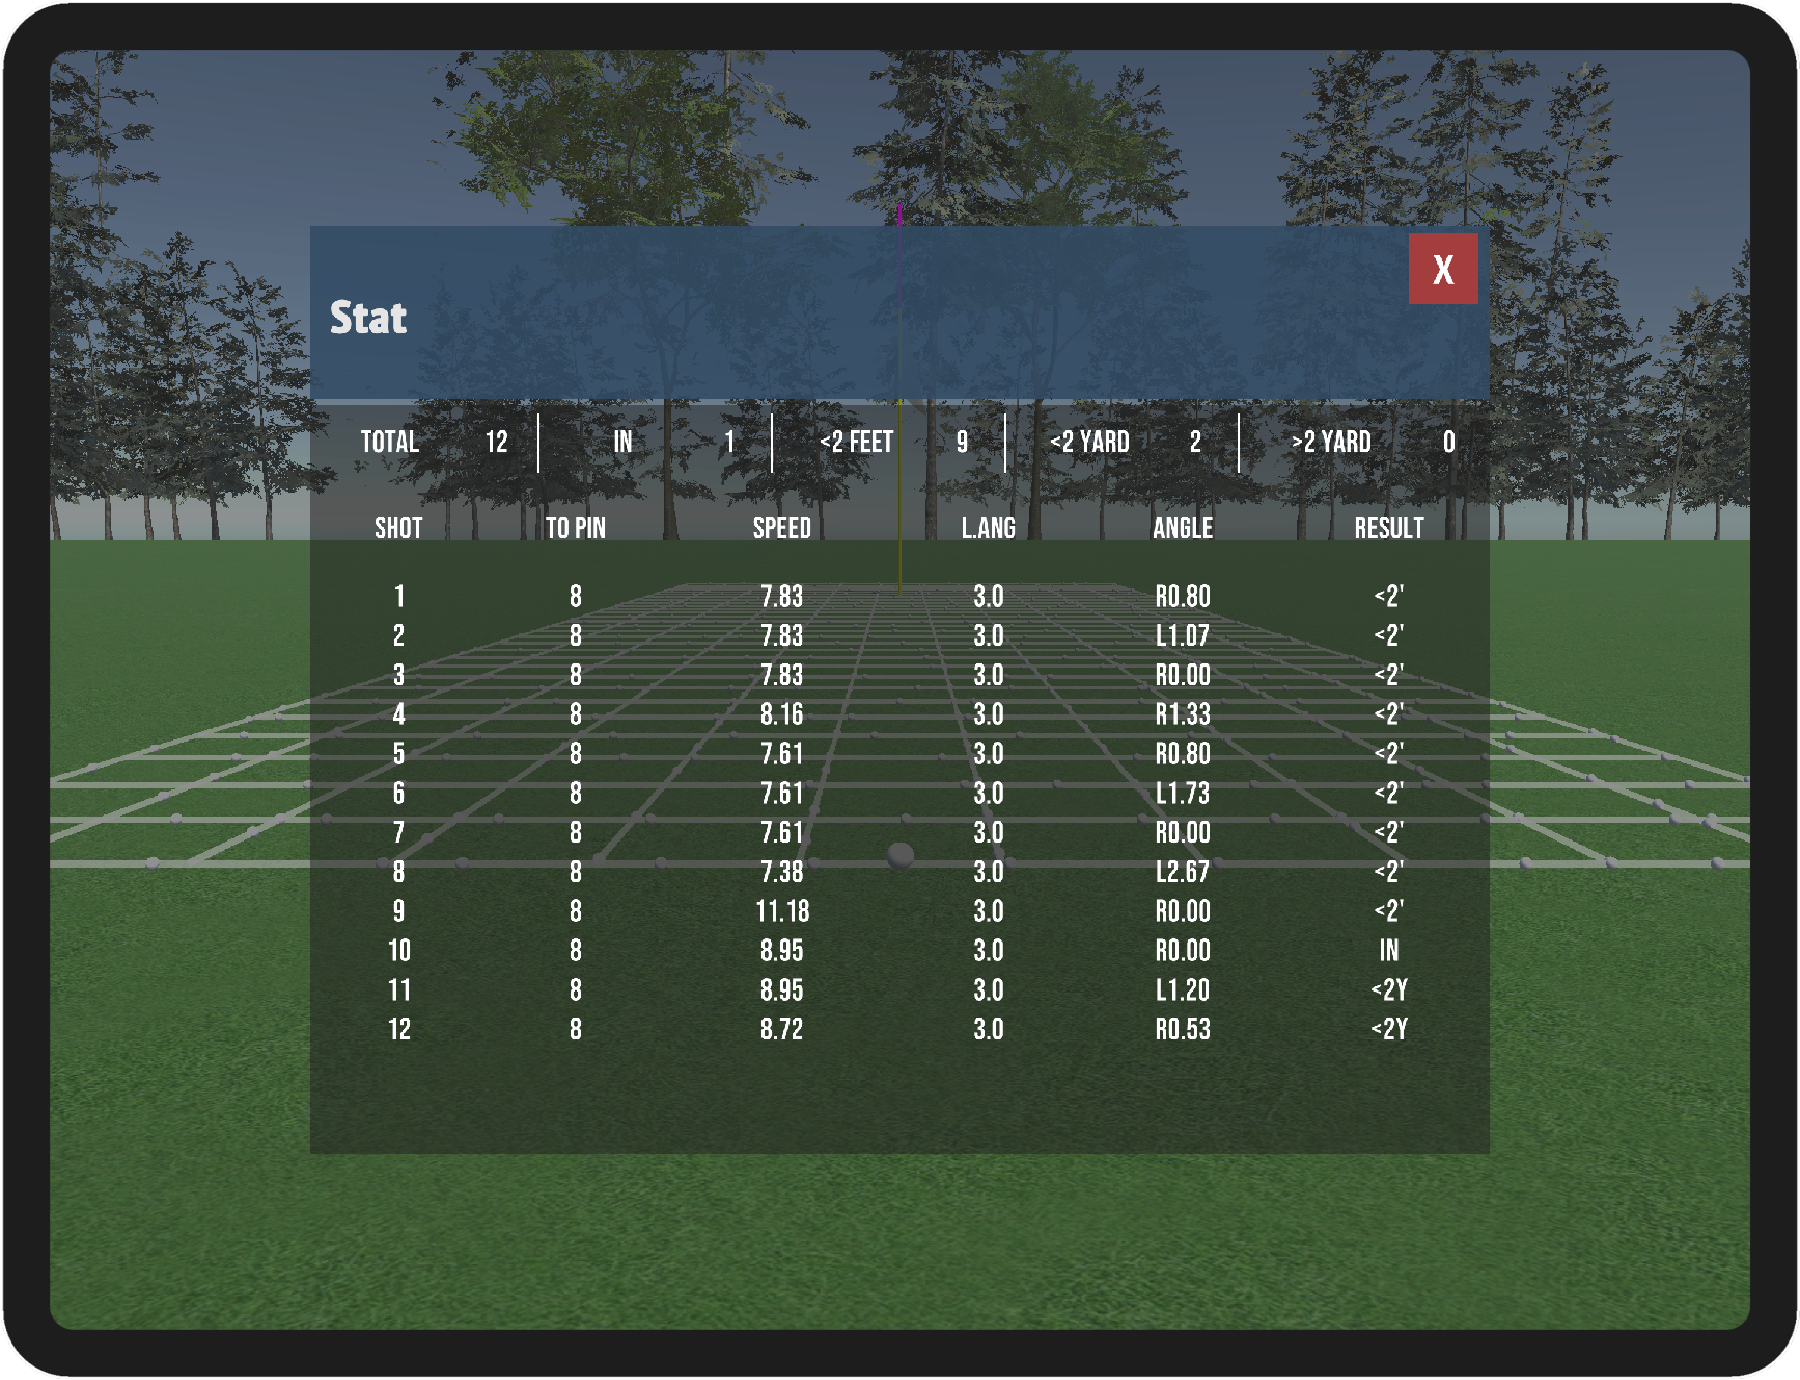 X
Stat
TOTAL 12 IN 1 <2 FEET 9 <2 YARD 2 >2 YARD 0
SHOT TO PIN SPEED L.ANG ANGLE RESULT
1 8 7.83 3.0 R0.80 <2'
2 8 7.83 3.0 L1.07 <2'
3 8 7.83 3.0 R0.00 <2'
4 8 8.16 3.0 R1.33 <2'
5 8 7.61 3.0 R0.80 <2'
6 8 7.61 3.0 L1.73 <2'
7 8 7.61 3.0 R0.00 <2'
8 8 7.38 3.0 L2.67 <2'
9 8 11.18 3.0 R0.00 <2'
10 8 8.95 3.0 R0.00 IN
11 8 8.95 3.0 L1.20 <2Y
12 8 8.72 3.0 R0.53 <2Y